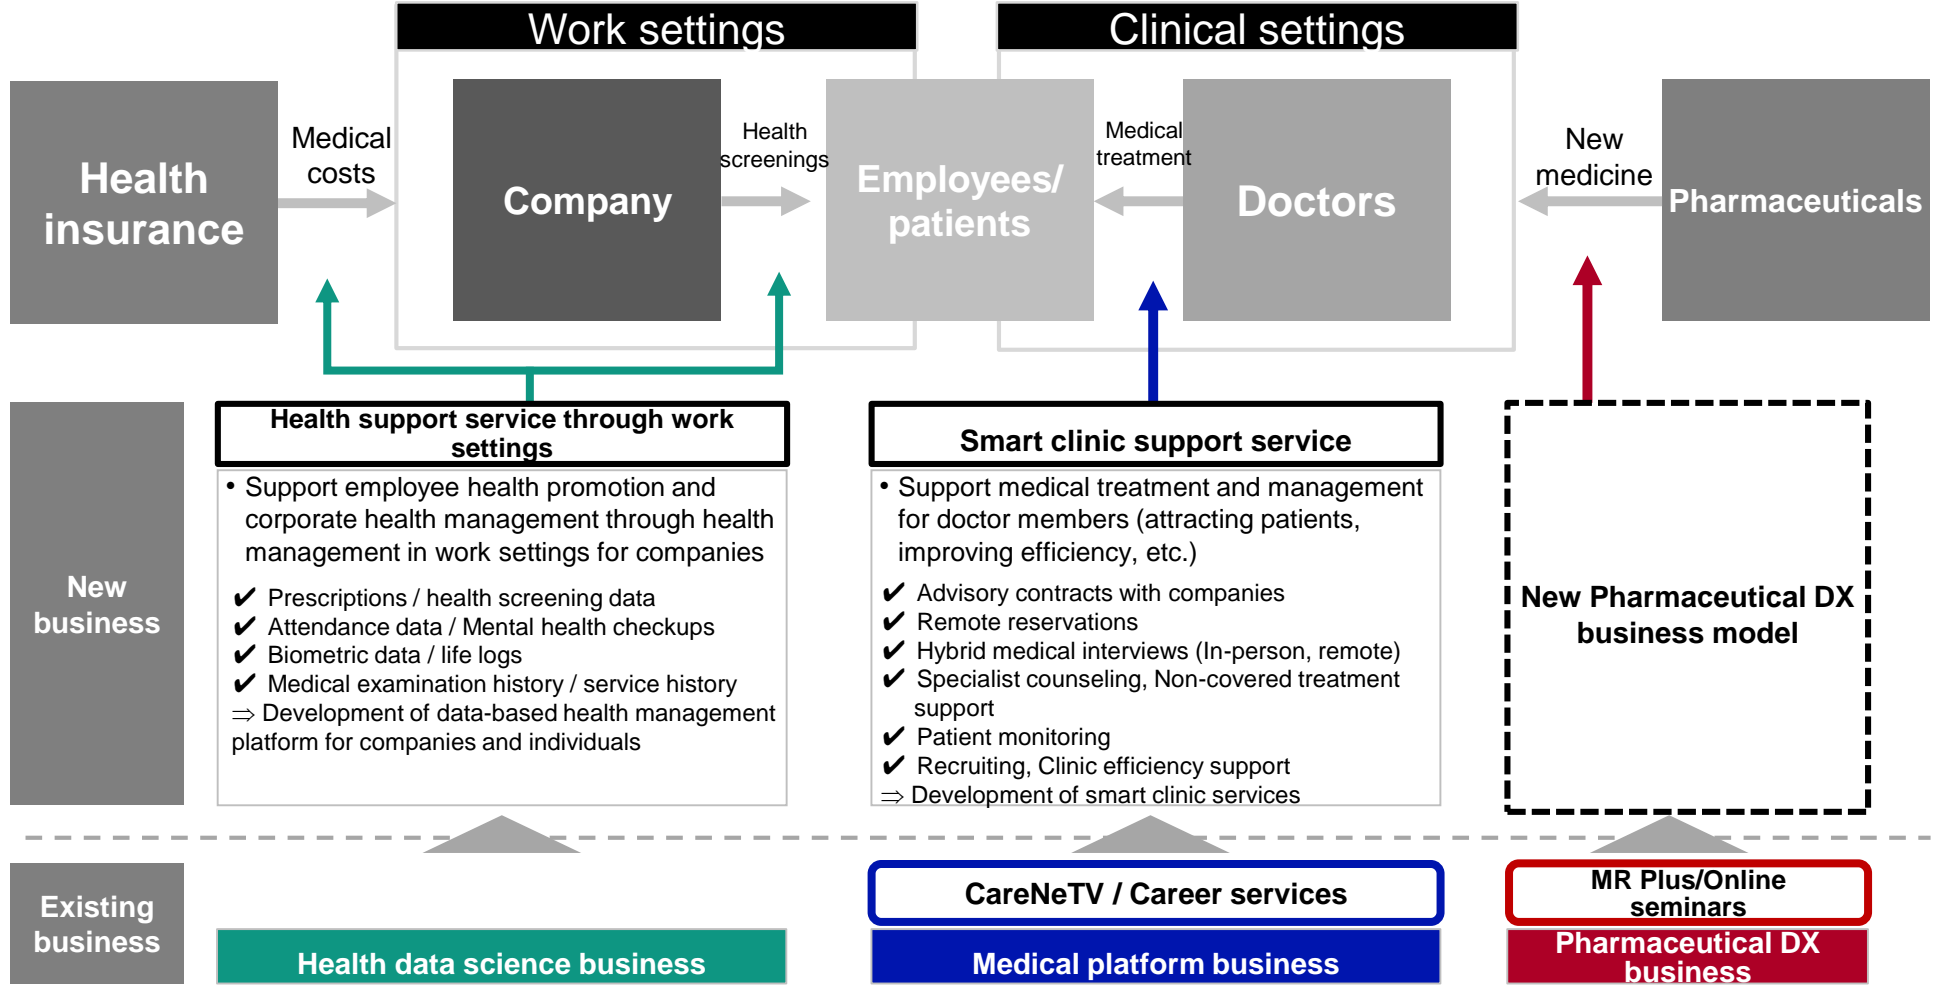 Work settings
Clinical settings
Health
insurance
Medical
costs
Company
Health
screenings
Employees/
patients
Medical
treatment
Doctors
New
medicine
Pharmaceuticals
New
business
Health support service through work
settings
• Support employee health promotion and
corporate health management through health
management in work settings for companies
✔ Prescriptions / health screening data
✔ Attendance data / Mental health checkups
✔ Biometric data / life logs
✔ Medical examination history / service history
⇒ Development of data-based health management
platform for companies and individuals
Smart clinic support service
• Support medical treatment and management
for doctor members (attracting patients,
improving efficiency, etc.)
✔ Advisory contracts with companies
✔ Remote reservations
✔ Hybrid medical interviews (In-person, remote)
✔ Specialist counseling, Non-covered treatment
support
✔ Patient monitoring
✔ Recruiting, Clinic efficiency support
⇒ Development of smart clinic services
New Pharmaceutical DX
business model
Existing
business
Health data science business
CareNeTV / Career services
Medical platform business
MR Plus/Online
seminars
Pharmaceutical DX
business